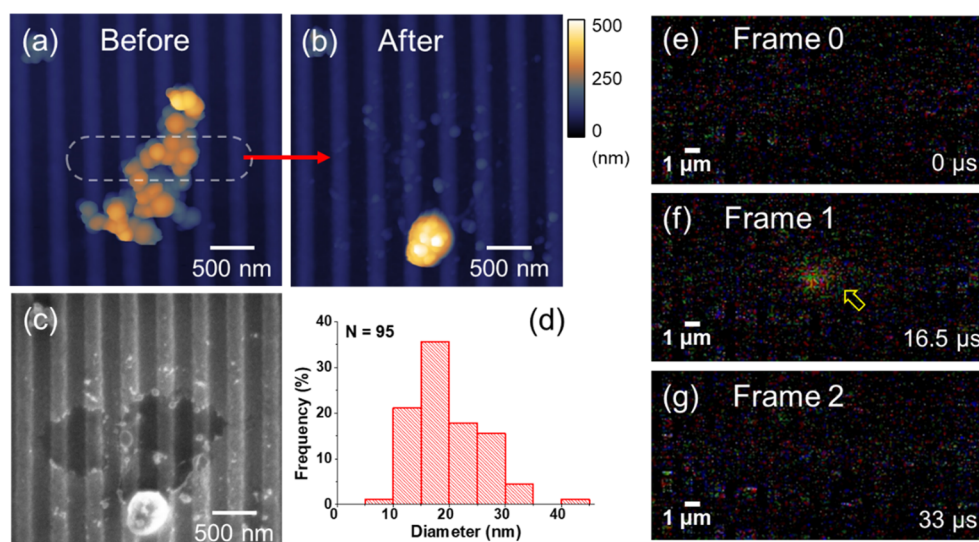 (a) Before
500 nm
(b) After
500 nm
500
250
0
(nm)
(c)
500 nm
(d)
N = 95
Frequency (%)
40
30
20
10
0
0 10 20 30 40
Diameter (nm)
(e) Frame 0
1 µm
0 µs
(f) Frame 1
1 µm
16.5 µs
(g) Frame 2
1 µm
33 µs